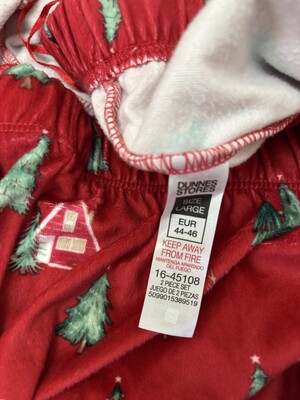 DUNNES
STORES
SIZE
LARGE
EUR
44-46
KEEP AWAY
FROM FIRE
MANTENGA APARTADO
DEL FUEGO
16-45108
2 PIECE SET
JUEGO DE 2 PIEZAS
5099015389519